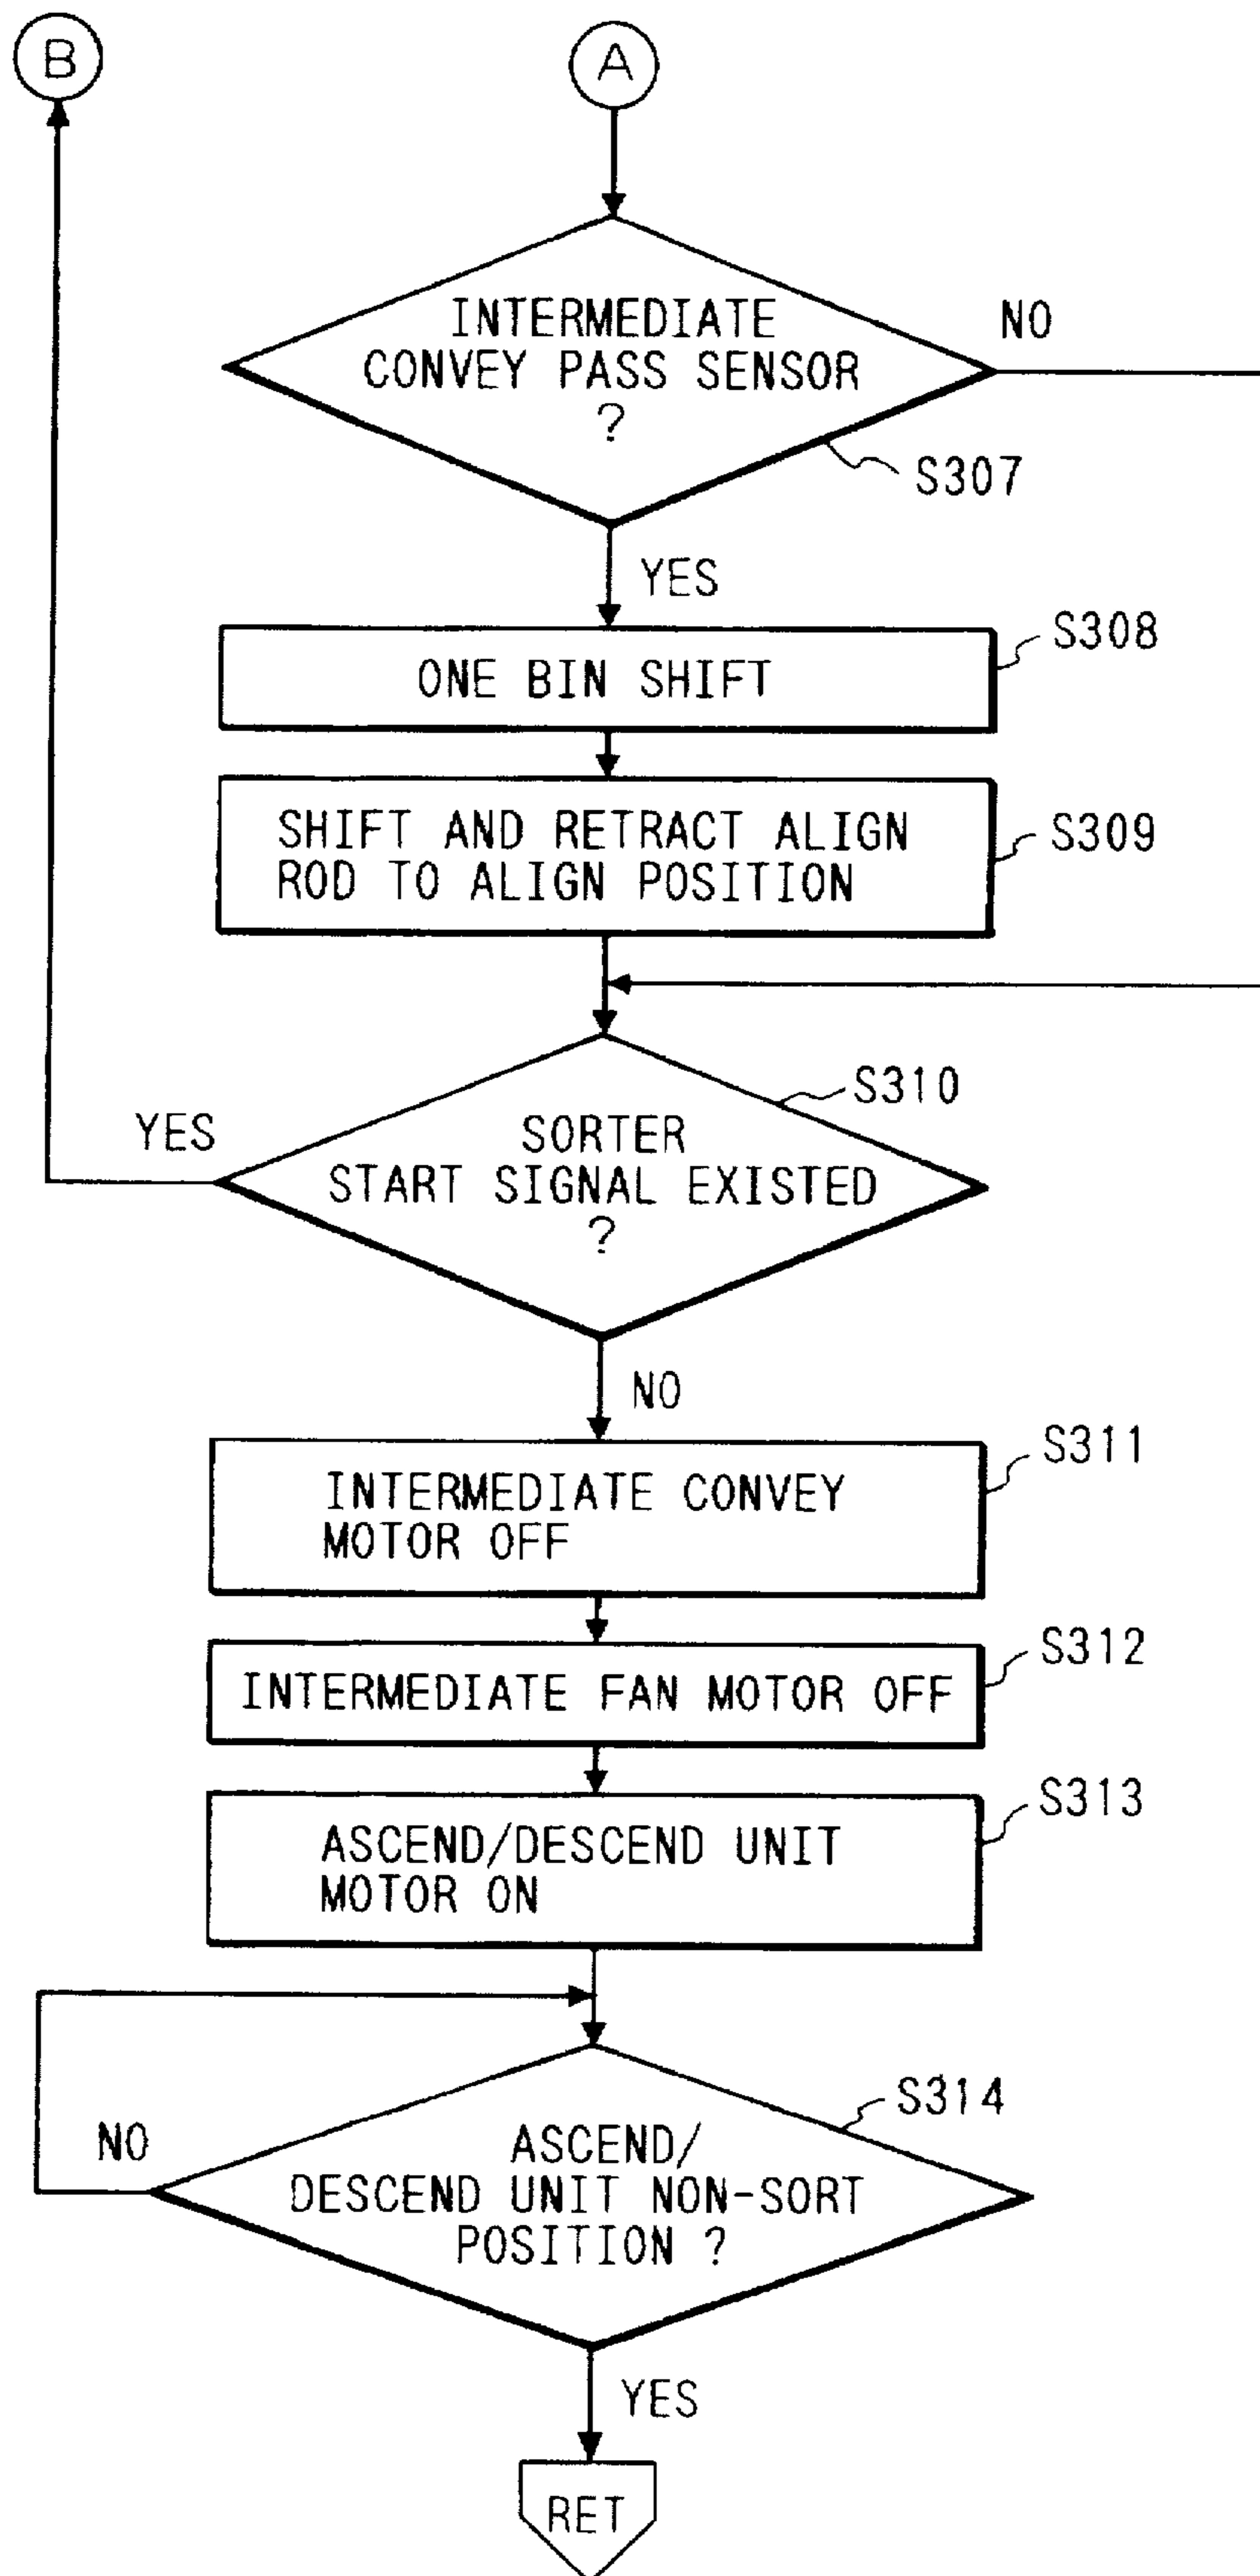 B
A
INTERMEDIATE
CONVEY PASS SENSOR
?
NO
S307
YES
ONE BIN SHIFT
S308
SHIFT AND RETRACT ALIGN
ROD TO ALIGN POSITION
S309
S310
YES
SORTER
START SIGNAL EXISTED
?
NO
S311
INTERMEDIATE CONVEY
MOTOR OFF
S312
INTERMEDIATE FAN MOTOR OFF
S313
ASCEND/DESCEND UNIT
MOTOR ON
S314
NO
ASCEND/
DESCEND UNIT NON-SORT
POSITION ?
YES
RET